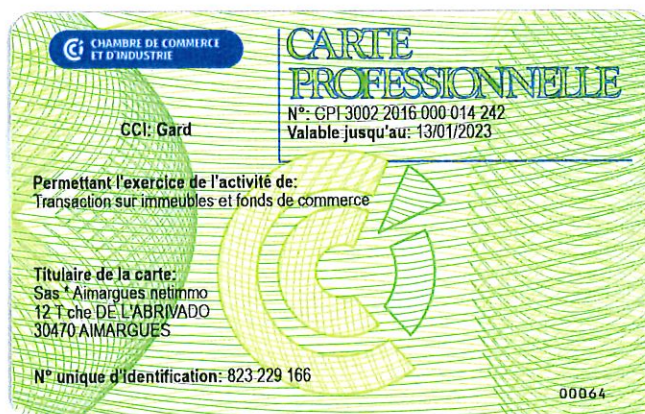 CCI CHAMBRE DE COMMERCE
ET D'INDUSTRIE
CARTE
PROFESSIONNELLE
N°: CPI 3002 2016 000 014 242
Valable jusqu'au: 13/01/2023
CCI: Gard
Permettant l'exercice de l'activité de:
Transaction sur immeubles et fonds de commerce
Titulaire de la carte:
Sas * Aimargues netimmo
12 T che DE L'ABRIVADO
30470 AIMARGUES
N° unique d'identification: 823 229 166
00064